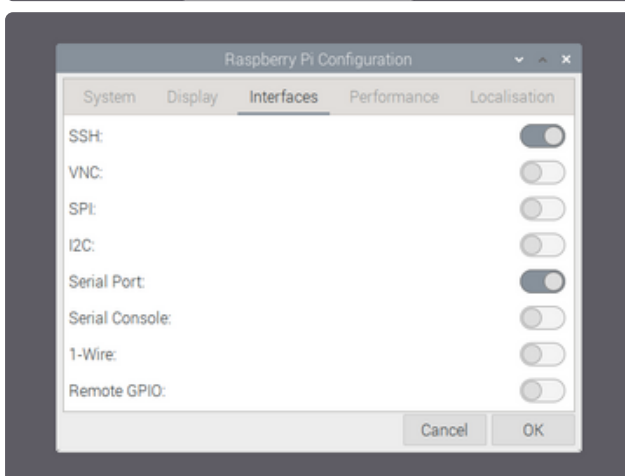 Raspberry Pi Configuration
System Display Interfaces Performance Localisation
SSH:
VNC:
SPI:
I2C:
Serial Port:
Serial Console:
1-Wire:
Remote GPIO:
Cancel OK